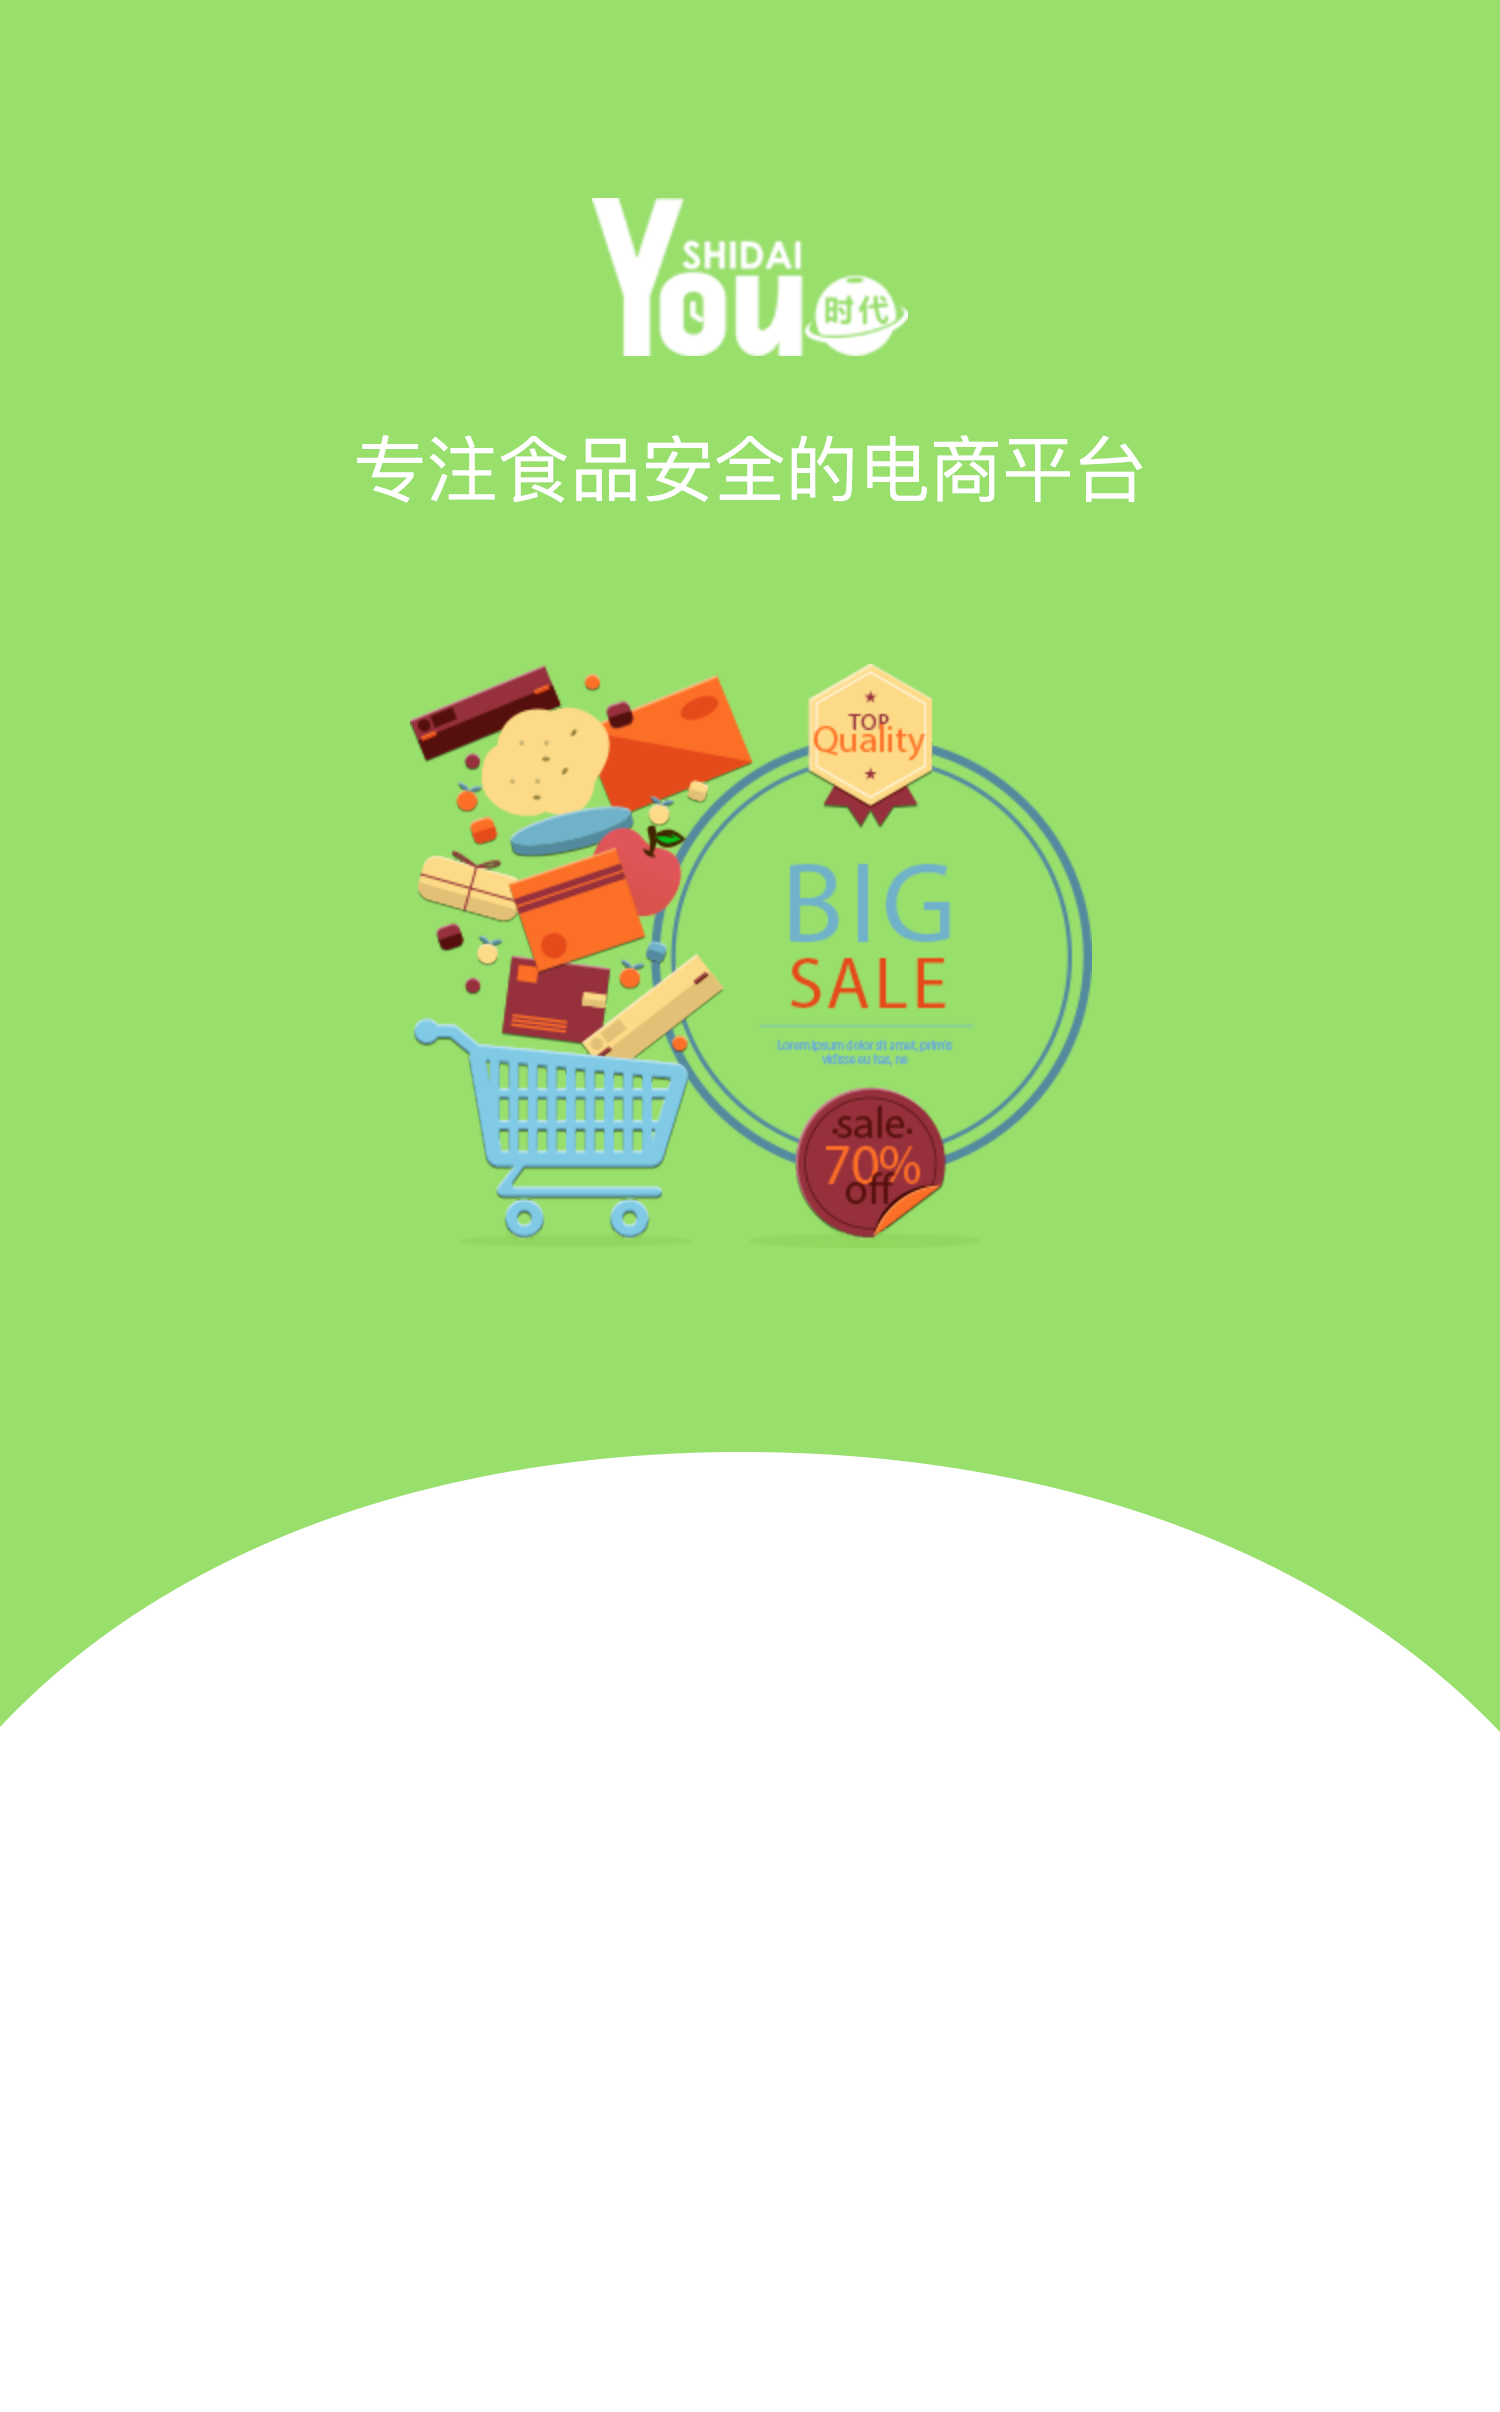 You
SHIDAI
时代
专注食品安全的电商平台
TOP
Quality
BIG
SALE
Lorem ipsum dolor sit amet, primis
vidisse eu has, ne
sale
70%
off